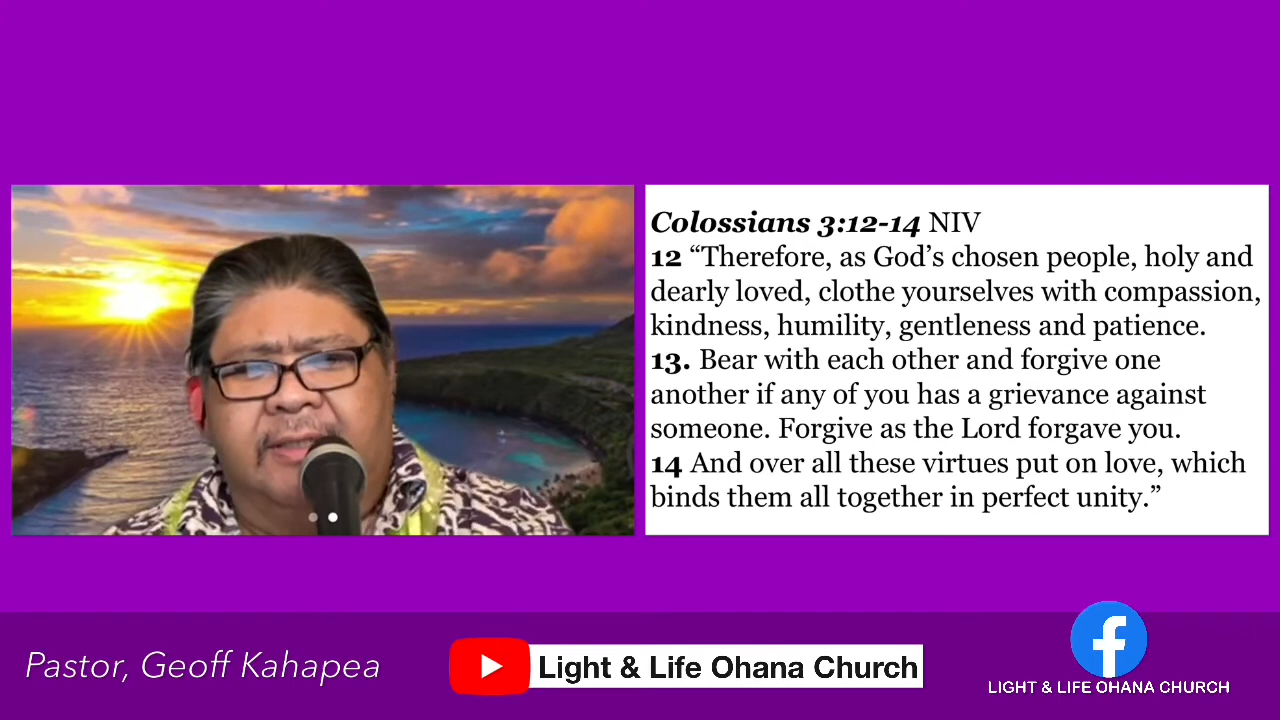 Colossians 3:12-14 NIV
12 “Therefore, as God’s chosen people, holy and
dearly loved, clothe yourselves with compassion,
kindness, humility, gentleness and patience.
13. Bear with each other and forgive one
another if any of you has a grievance against
someone. Forgive as the Lord forgave you.
14 And over all these virtues put on love, which
binds them all together in perfect unity.”
Pastor, Geoff Kahapea
Light & Life Ohana Church
LIGHT & LIFE OHANA CHURCH